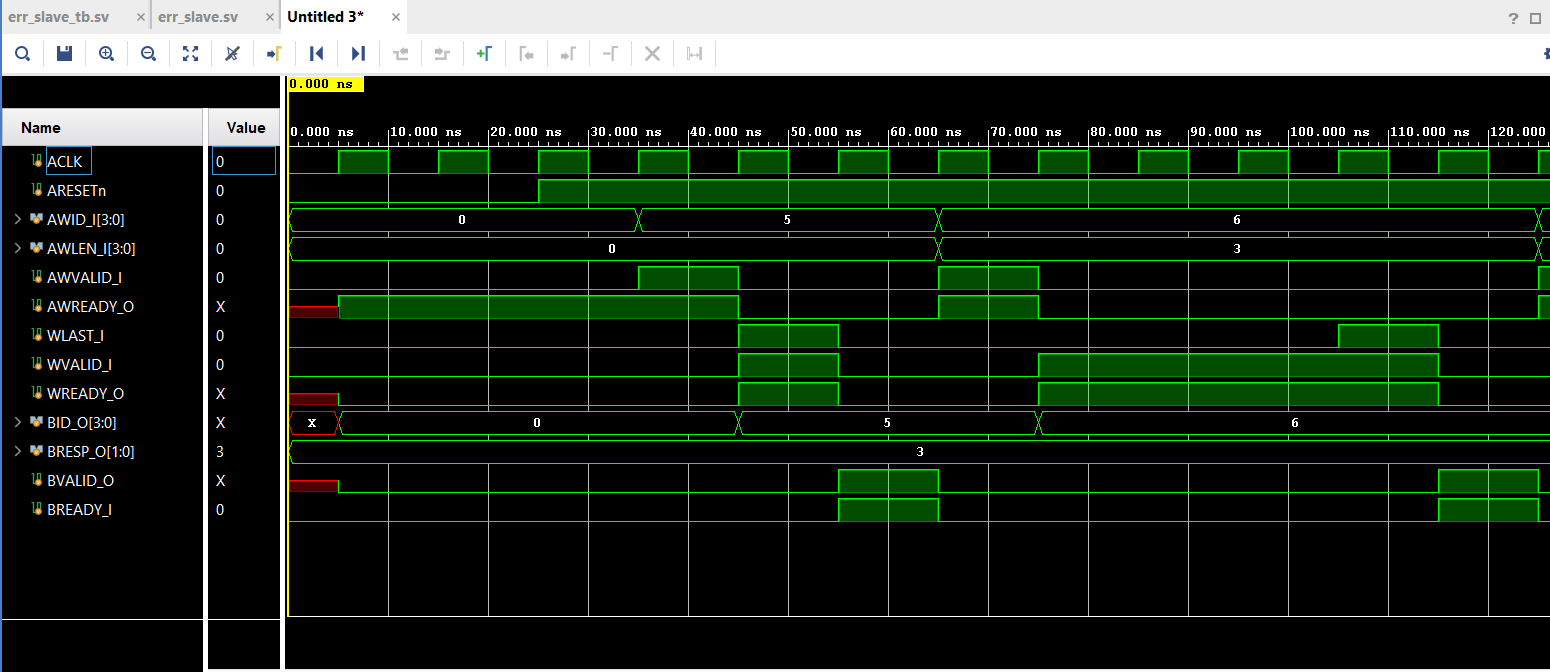 err_slave_tb.sv × err_slave.sv × Untitled 3* × ?
0.000 ns
Name Value
0.000 ns 10.000 ns 20.000 ns 30.000 ns 40.000 ns 50.000 ns 60.000 ns 70.000 ns 80.000 ns 90.000 ns 100.000 ns 110.000 ns 120.000
ACLK 0
ARESETn 0
AWID_I[3:0] 0 0 5 6
AWLEN_I[3:0] 0 0 3
AWVALID_I 0
AWREADY_O X
WLAST_I 0
WVALID_I 0
WREADY_O X
BID_O[3:0] X X 0 5 6
BRESP_O[1:0] 3 3
BVALID_O X
BREADY_I 0